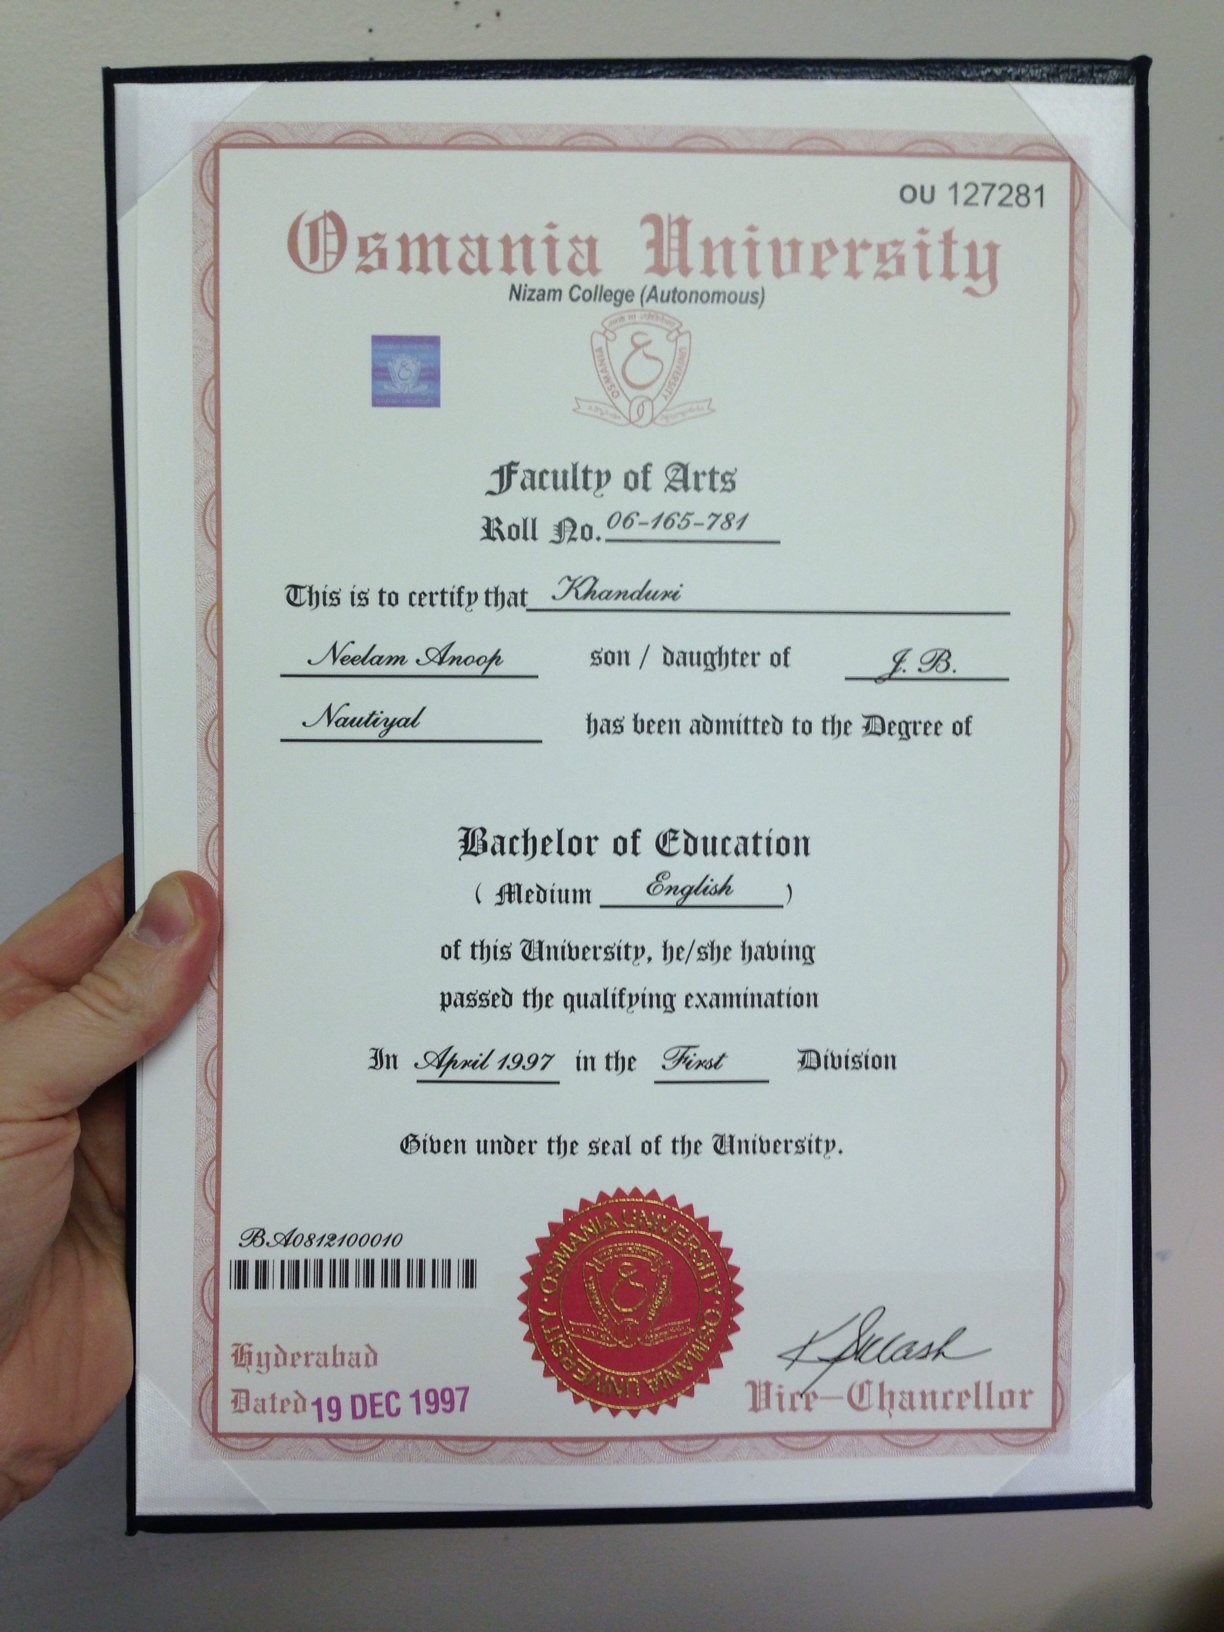 OU 127281
Osmania University
Nizam College (Autonomous)
OSMANIA UNIVERSITY
Faculty of Arts
Roll No. 06-165-781
This is to certify that Khanduri
Neelam Anoop son / daughter of J. B.
Nautiyal has been admitted to the Degree of
Bachelor of Education
( Medium English )
of this University, he/she having
passed the qualifying examination
In April 1997 in the First Division
Given under the seal of the University.
BA0812100010
OSMANIA UNIVERSITY · OSMANIA UNIVERSITY ·
Hyderabad
Dated 19 DEC 1997
Vice-Chancellor